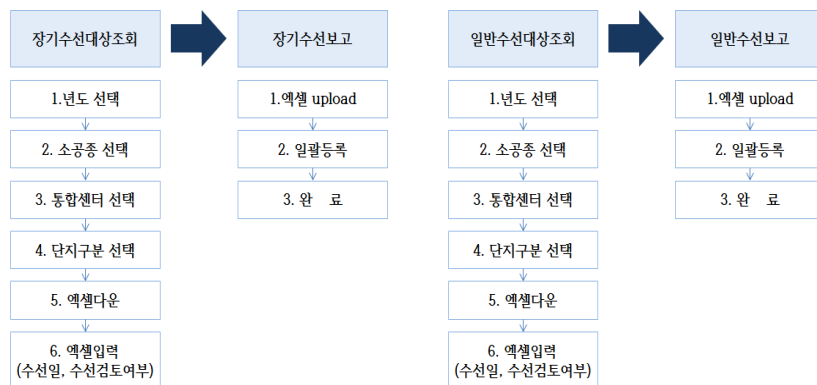 장기수선대상조회
1.년도 선택
2. 소공종 선택
3. 통합센터 선택
4. 단지구분 선택
5. 엑셀다운
6. 엑셀입력
(수선일, 수선검토여부)
장기수선보고
1.엑셀 upload
2. 일괄등록
3. 완 료
일반수선대상조회
1.년도 선택
2. 소공종 선택
3. 통합센터 선택
4. 단지구분 선택
5. 엑셀다운
6. 엑셀입력
(수선일, 수선검토여부)
일반수선보고
1.엑셀 upload
2. 일괄등록
3. 완 료